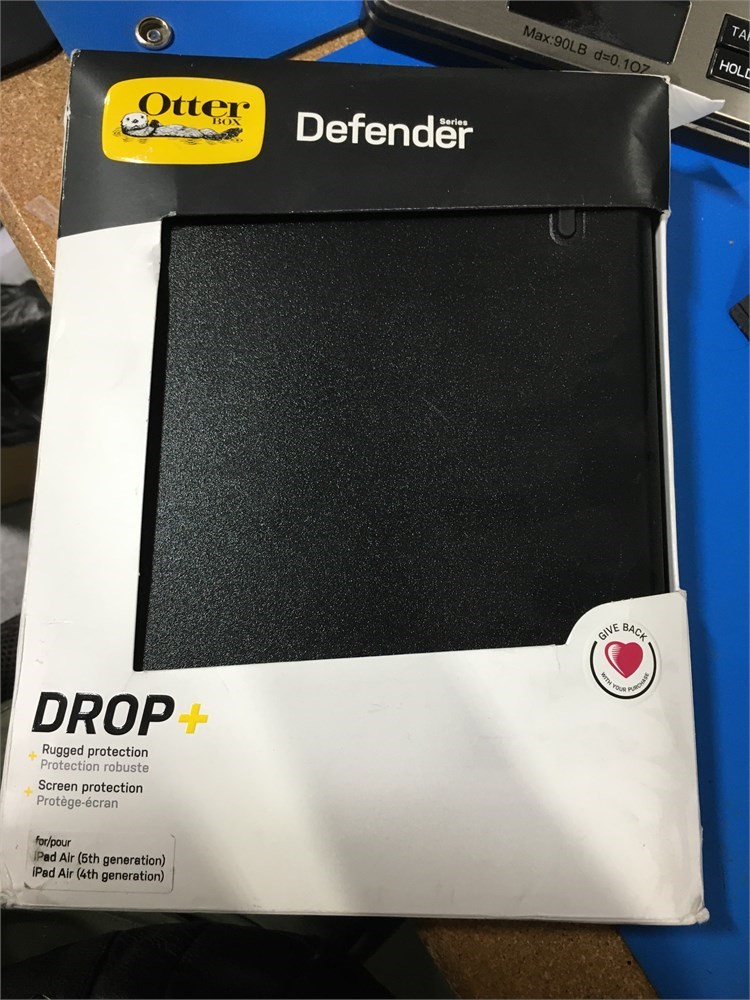 Max:90LB d=0.1OZ
TA
HOLD
Otter
BOX
Defender
Series
GIVE BACK
WITH YOUR PURCHASE
DROP+
+ Rugged protection
Protection robuste
+ Screen protection
Protège-écran
for/pour
iPad Air (5th generation)
iPad Air (4th generation)